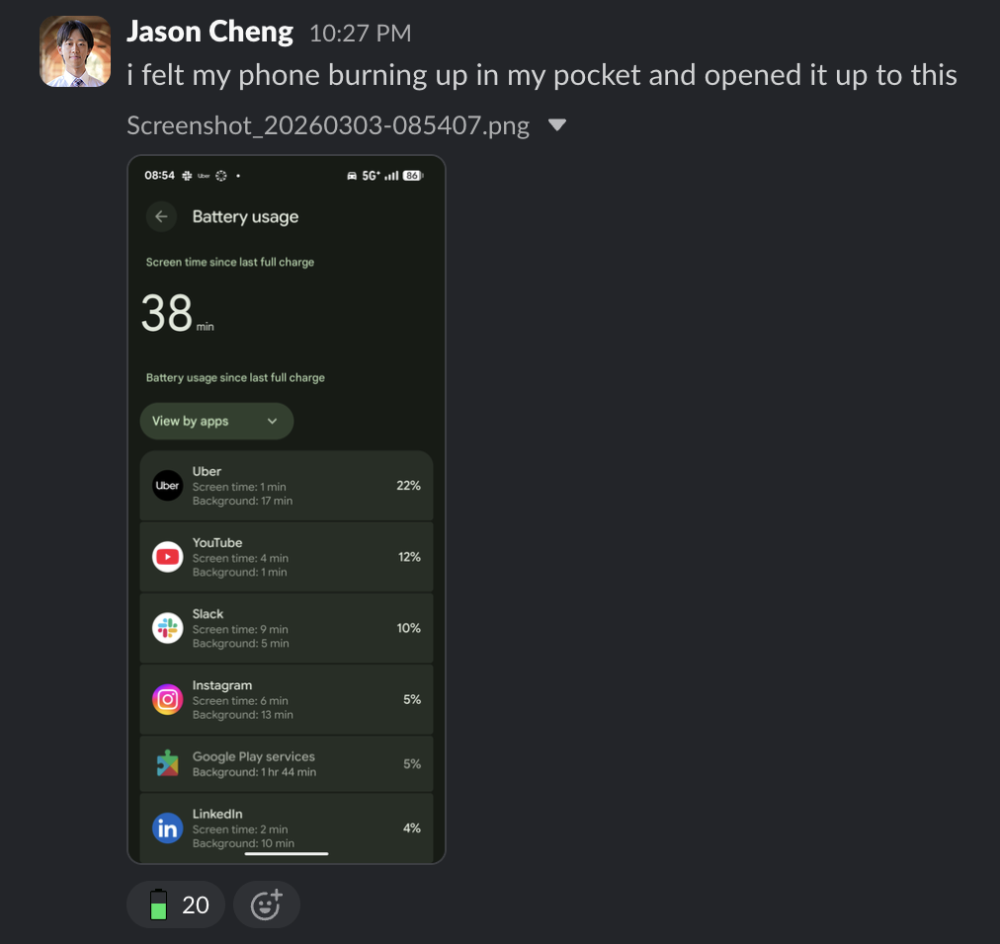 Jason Cheng 10:27 PM
i felt my phone burning up in my pocket and opened it up to this
Screenshot_20260303-085407.png
08:54 Uber 5G+ 86
Battery usage
Screen time since last full charge
38 min
Battery usage since last full charge
View by apps
Uber
Uber
Screen time: 1 min
Background: 17 min
22%
YouTube
Screen time: 4 min
Background: 1 min
12%
Slack
Screen time: 9 min
Background: 5 min
10%
Instagram
Screen time: 6 min
Background: 13 min
5%
Google Play services
Background: 1 hr 44 min
5%
in
LinkedIn
Screen time: 2 min
Background: 10 min
4%
20